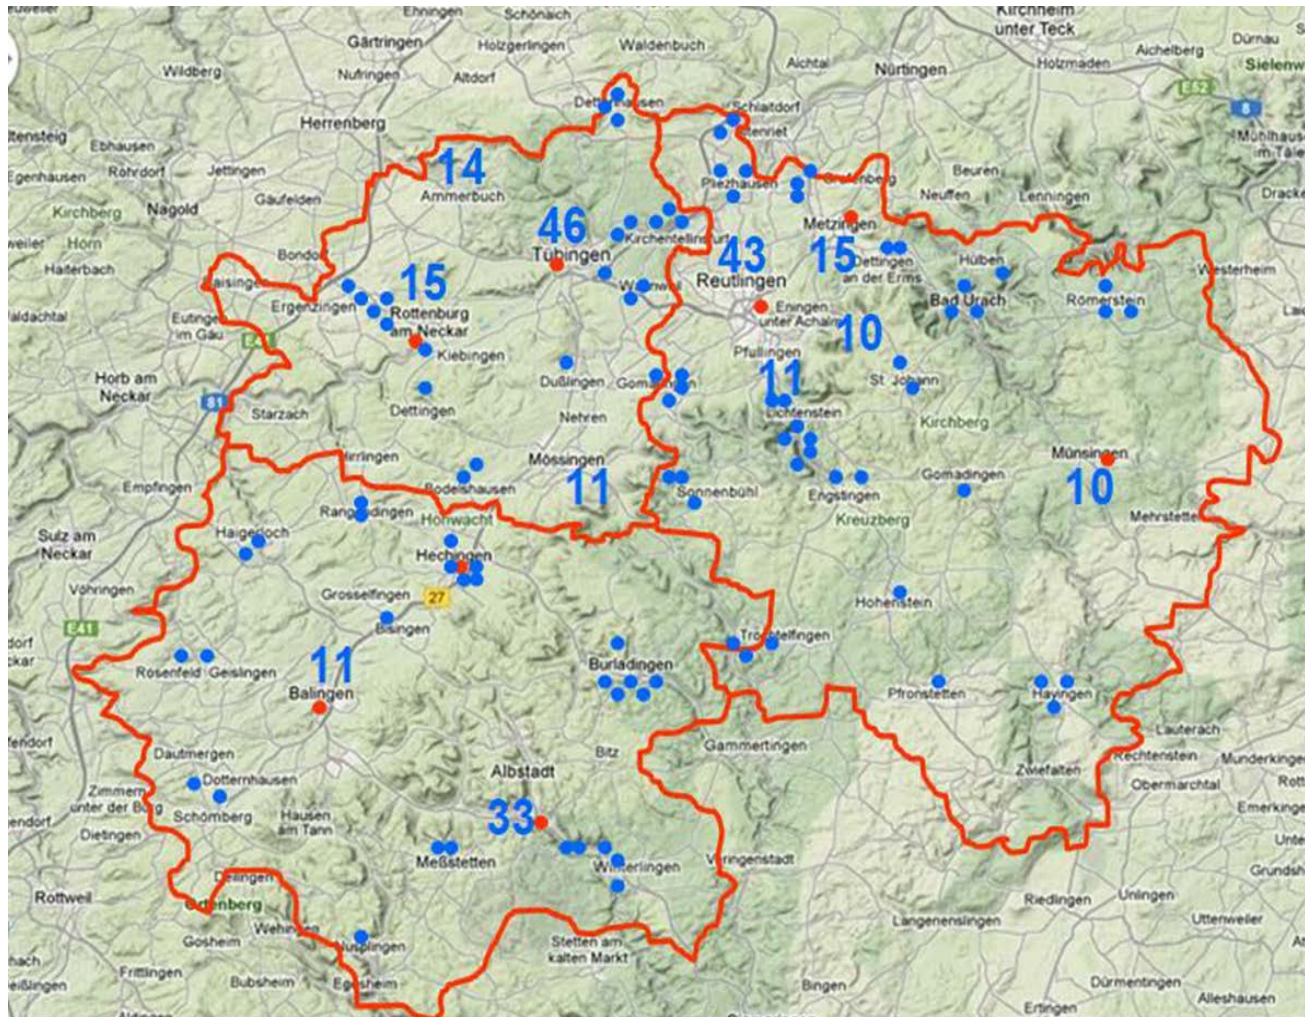 Ehningen
Schönaich
Kirchheim
unter Teck
Gärtringen
Holzgerlingen
Waldenbuch
Aichelberg
Dürnau
Wildberg
Nufringen
Altdorf
Aichtal
Nürtingen
Holzmaden
E52
Herrenberg
Schlaitdorf
8
Ebhausen
Rohrdorf
Jettingen
14
Ammerbuch
Pliezhausen
Beuren
Neuffen
Lenningen
Egenhausen
Kirchberg
Nagold
Gäufelden
46
Tübingen
Kirchentellinsfurt
Metzingen
43
Reutlingen
15
Dettingen
an der Erms
Hülben
Westerheim
Horn
Haiterbach
15
Ergenzingen
Rottenburg
am Neckar
Eningen
unter Achalm
Bad Urach
Römerstein
Eutingen
im Gäu
10
Kiebingen
Pfullingen
11
St. Johann
Horb am
Neckar
81
Starzach
Dettingen
Dußlingen
Nehren
Lichtenstein
Kirchberg
Mössingen
Münsingen
Empfingen
Bodelshausen
11
Sonnenbühl
Engstingen
Gomadingen
10
Kreuzberg
Mehrstetten
Sulz am
Neckar
Haigerloch
Hechingen
Vöhringen
Grosselfingen
27
Hohenstein
E41
Bisingen
Trochtelfingen
Rosenfeld
Geislingen
11
Balingen
Burladingen
Pfronstetten
Hayingen
Dautmergen
Bitz
Gammertingen
Lauterach
Rechtenstein
Zwiefalten
Obermarchtal
Zimmern
unter der Burg
Dotternhausen
Schömberg
Albstadt
33
Hausen
am Tann
Dietingen
Meßstetten
Winterlingen
Veringenstadt
Rottweil
Deilingen
Riedlingen
Unlingen
Gosheim
Wehingen
Nusplingen
Stetten am
kalten Markt
Langenenslingen
Uttenweiler
Frittlingen
Bubsheim
Egesheim
Bingen
Dürmentingen
Alleshausen
Ertingen